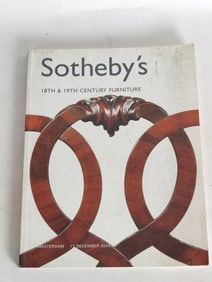 Sotheby's
18TH & 19TH CENTURY FURNITURE
AMSTERDAM DECEMBER